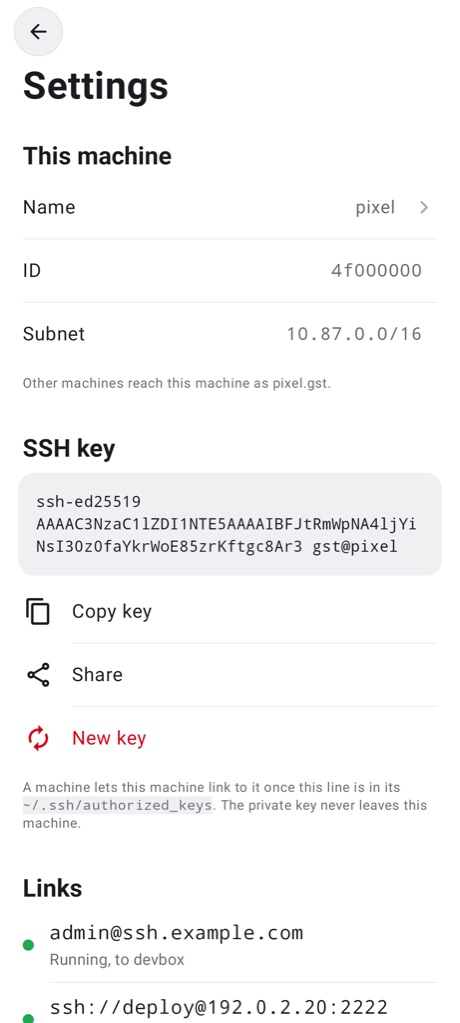 Settings
This machine
Name pixel
ID 4f000000
Subnet 10.87.0.0/16
Other machines reach this machine as pixel.gst.
SSH key
ssh-ed25519
AAAAC3NzaC1lZDI1NTE5AAAAIBFJtRmWpNA4ljYi
NsI3OzOfaYkrWoE85zrKftgc8Ar3 gst@pixel
Copy key
Share
New key
A machine lets this machine link to it once this line is in its
~/.ssh/authorized_keys. The private key never leaves this
machine.
Links
admin@ssh.example.com
Running, to devbox
ssh://deploy@192.0.2.20:2222